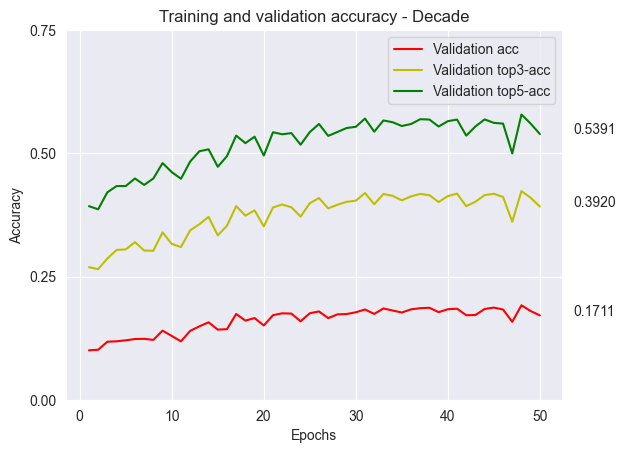 Training and validation accuracy - Decade
Validation acc
Validation top3-acc
Validation top5-acc
0.75
0.50
0.25
0.00
Accuracy
0.5391
0.3920
0.1711
0 10 20 30 40 50
Epochs